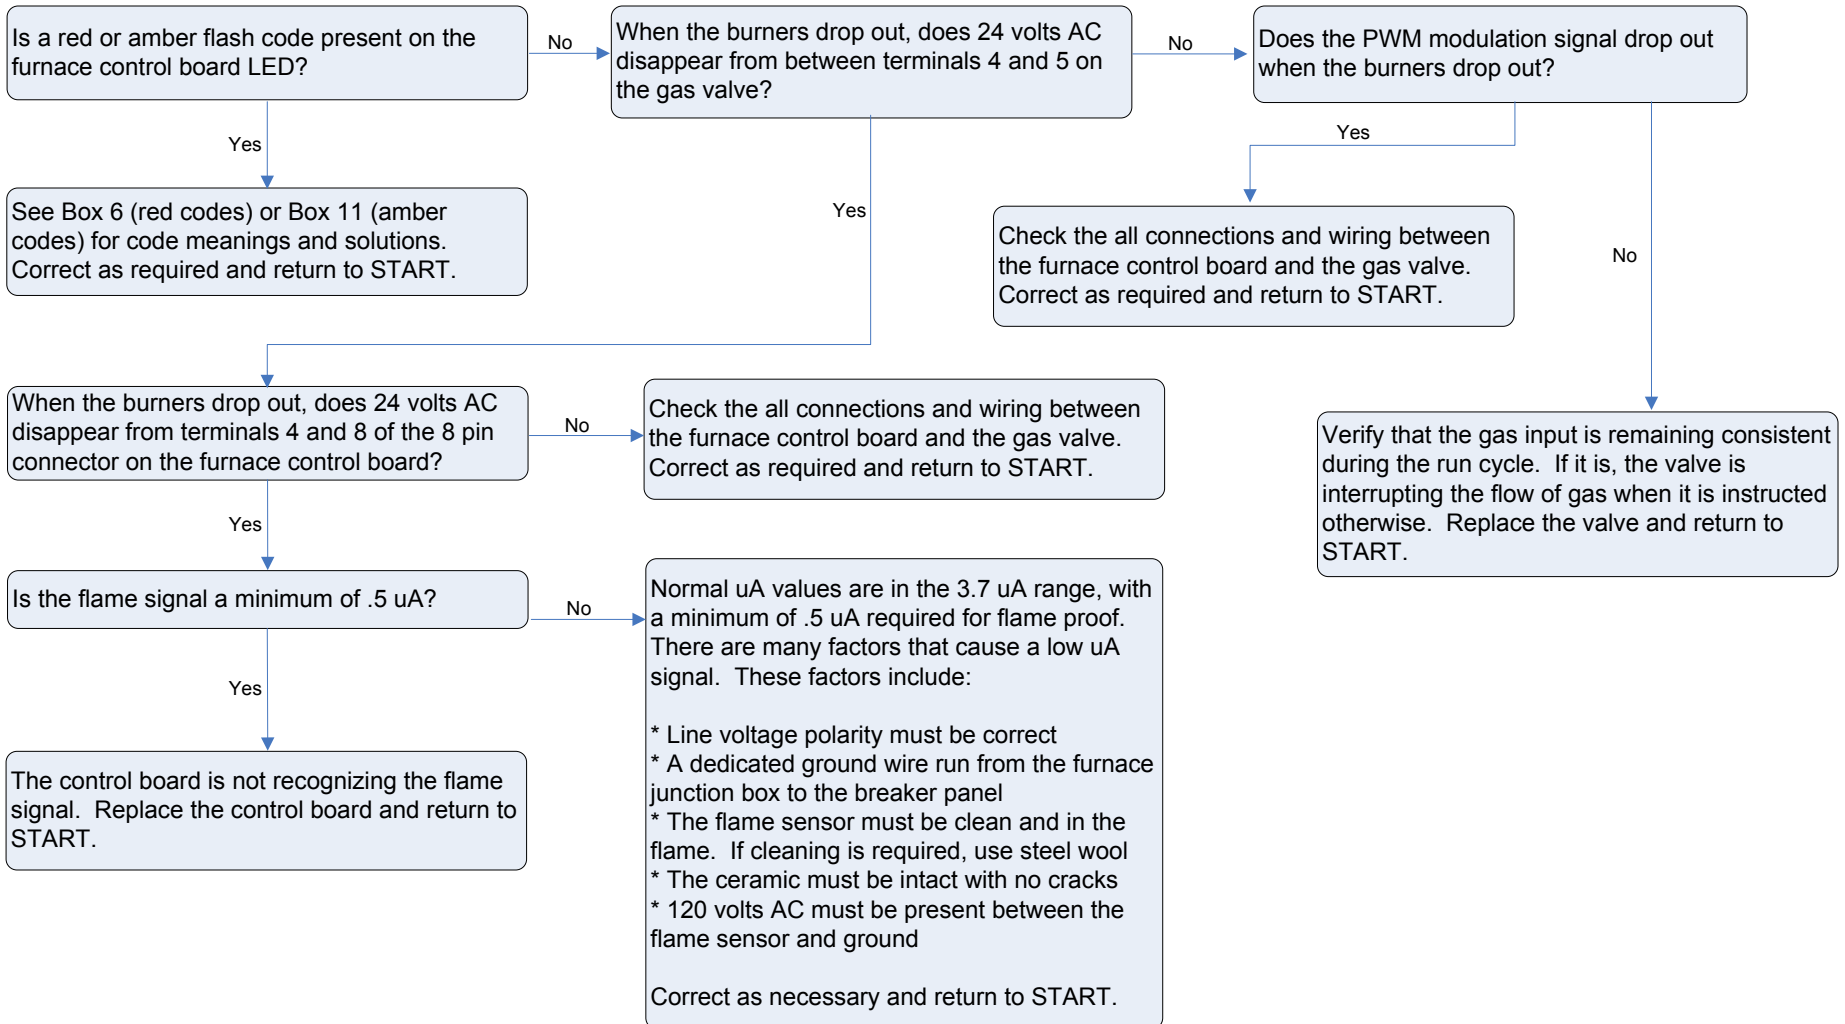 Is a red or amber flash code present on the
furnace control board LED?
No
When the burners drop out, does 24 volts AC
disappear from between terminals 4 and 5 on
the gas valve?
No
Does the PWM modulation signal drop out
when the burners drop out?
Yes
See Box 6 (red codes) or Box 11 (amber
codes) for code meanings and solutions.
Correct as required and return to START.
Yes
Yes
Check the all connections and wiring between
the furnace control board and the gas valve.
Correct as required and return to START.
No
When the burners drop out, does 24 volts AC
disappear from terminals 4 and 8 of the 8 pin
connector on the furnace control board?
No
Check the all connections and wiring between
the furnace control board and the gas valve.
Correct as required and return to START.
Verify that the gas input is remaining consistent
during the run cycle.  If it is, the valve is
interrupting the flow of gas when it is instructed
otherwise.  Replace the valve and return to
START.
Yes
Is the flame signal a minimum of .5 uA?
No
Normal uA values are in the 3.7 uA range, with
a minimum of .5 uA required for flame proof.
There are many factors that cause a low uA
signal.  These factors include:
* Line voltage polarity must be correct
* A dedicated ground wire run from the furnace
junction box to the breaker panel
* The flame sensor must be clean and in the
flame.  If cleaning is required, use steel wool
* The ceramic must be intact with no cracks
* 120 volts AC must be present between the
flame sensor and ground
Correct as necessary and return to START.
Yes
The control board is not recognizing the flame
signal.  Replace the control board and return to
START.